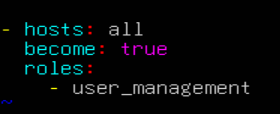 - hosts: all
  become: true
  roles:
    - user_management
~